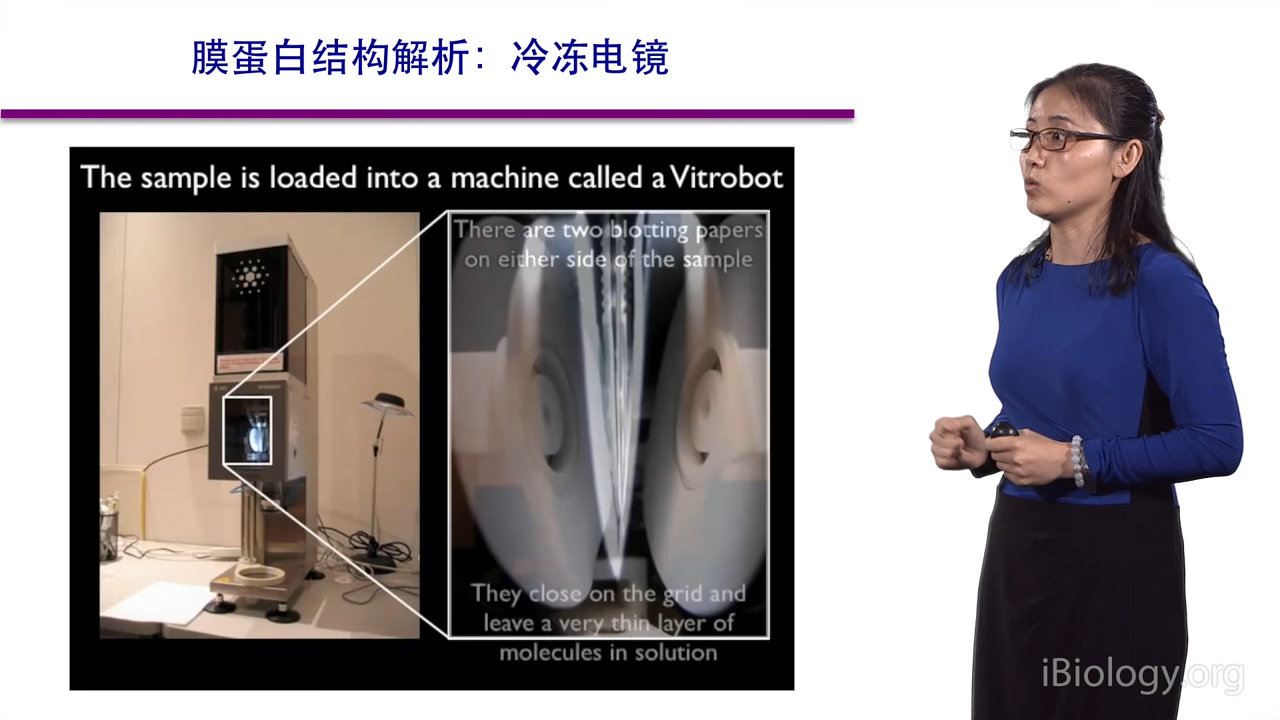 膜蛋白结构解析：冷冻电镜
The sample is loaded into a machine called a Vitrobot
There are two blotting papers
on either side of the sample
They close on the grid and
leave a very thin layer of
molecules in solution
iBiology.org